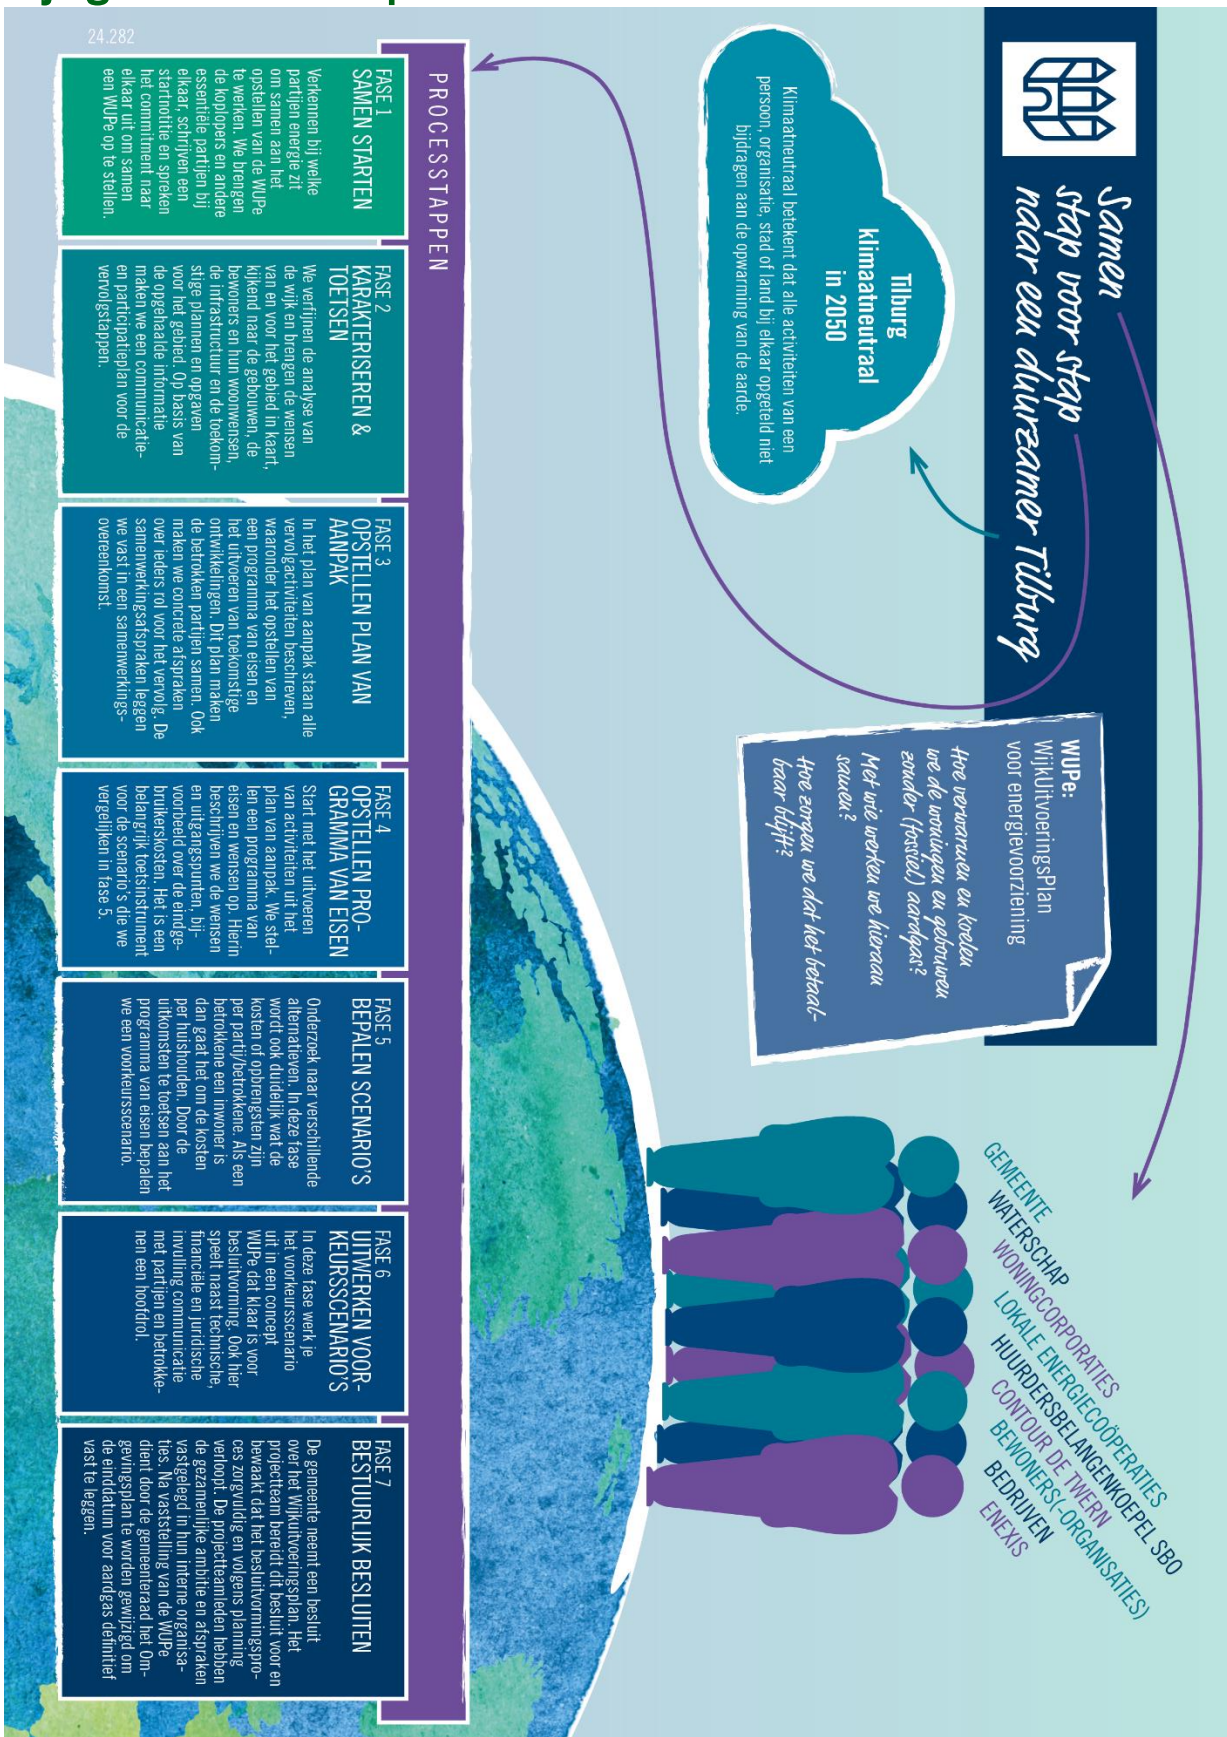 Samen
stap voor stap
naar een duurzamer Tilburg
Tilburg
klimaatneutraal
in 2050
Klimaatneutraal betekent dat alle activiteiten van een
persoon, organisatie, stad of land bij elkaar opgeteld niet
bijdragen aan de opwarming van de aarde.
WUPe:
WijkUitvoeringsPlan
voor energievoorziening
Hoe verwarmen en koelen
we de woningen en gebouwen
zonder (fossiel) aardgas?
Met wie werken we hieraan
samen?
Hoe zorgen we dat het betaal-
baar blijft?
GEMEENTE
WATERSCHAP
WONINGCORPORATIES
LOKALE ENERGIECOÖPERATIES
HUURDERSBELANGENKOEPEL SBO
CONTOUR DE TWERN
BEWONERS(-ORGANISATIES)
BEDRIJVEN
ENEXIS
PROCESSTAPPEN
FASE 1
SAMEN STARTEN
Verkennen bij welke
partijen energie zit
om samen aan het
opstellen van de WUPe
te werken. We brengen
de koplopers en andere
essentiële partijen bij
elkaar, schrijven een
startnotitie en spreken
het commitment naar
elkaar uit om samen
een WUPe op te stellen.
FASE 2
KARAKTERISEREN &
TOETSEN
We verfijnen de analyse van
de wijk en brengen de wensen
van en voor het gebied in kaart,
kijkend naar de gebouwen, de
bewoners en hun woonwensen,
de infrastructuur en de toekom-
stige plannen en opgaven
voor het gebied. Op basis van
de opgehaalde informatie
maken we een communicatie-
en participatieplan voor de
vervolgstappen.
FASE 3
OPSTELLEN PLAN VAN
AANPAK
In het plan van aanpak staan alle
vervolgactiviteiten beschreven,
waaronder het opstellen van
een programma van eisen en
het uitvoeren van toekomstige
ontwikkelingen. Dit plan maken
de betrokken partijen samen. Ook
maken we concrete afspraken
over ieders rol voor het vervolg. De
samenwerkingsafspraken leggen
we vast in een samenwerkings-
overeenkomst.
FASE 4
OPSTELLEN PRO-
GRAMMA VAN EISEN
Start met het uitvoeren
van activiteiten uit het
plan van aanpak. We stel-
len een programma van
eisen en wensen op. Hierin
beschrijven we de wensen
en uitgangspunten, bij-
voorbeeld over de eindge-
bruikerskosten. Het is een
belangrijk toetsinstrument
voor de scenario's die we
vergelijken in fase 5.
FASE 5
BEPALEN SCENARIO'S
Onderzoek naar verschillende
alternatieven. In deze fase
wordt ook duidelijk wat de
kosten of opbrengsten zijn
per partij/betrokkene. Als een
betrokkene een inwoner is
dan gaat het om de kosten
per huishouden. Door de
uitkomsten te toetsen aan het
programma van eisen bepalen
we een voorkeursscenario.
FASE 6
UITWERKEN VOOR-
KEURSSCENARIO'S
In deze fase werk je
het voorkeursscenario
uit in een concept
WUPe dat klaar is voor
besluitvorming. Ook hier
speelt naast technische,
financiële en juridische
invulling communicatie
met partijen en betrokke-
nen een hoofdrol.
FASE 7
BESTUURLIJK BESLUITEN
De gemeente neemt een besluit
over het Wijkuitvoeringsplan. Het
projectteam bereidt dit besluit voor en
bewaakt dat het besluitvormingspro-
ces zorgvuldig en volgens planning
verloopt. De projectteamleden hebben
de gezamenlijke ambitie en afspraken
vastgelegd in hun interne organisa-
ties. Na vaststelling van de WUPe
dient door de gemeenteraad het Om-
gevingsplan te worden gewijzigd om
de einddatum voor aardgas definitief
vast te leggen.
24.282